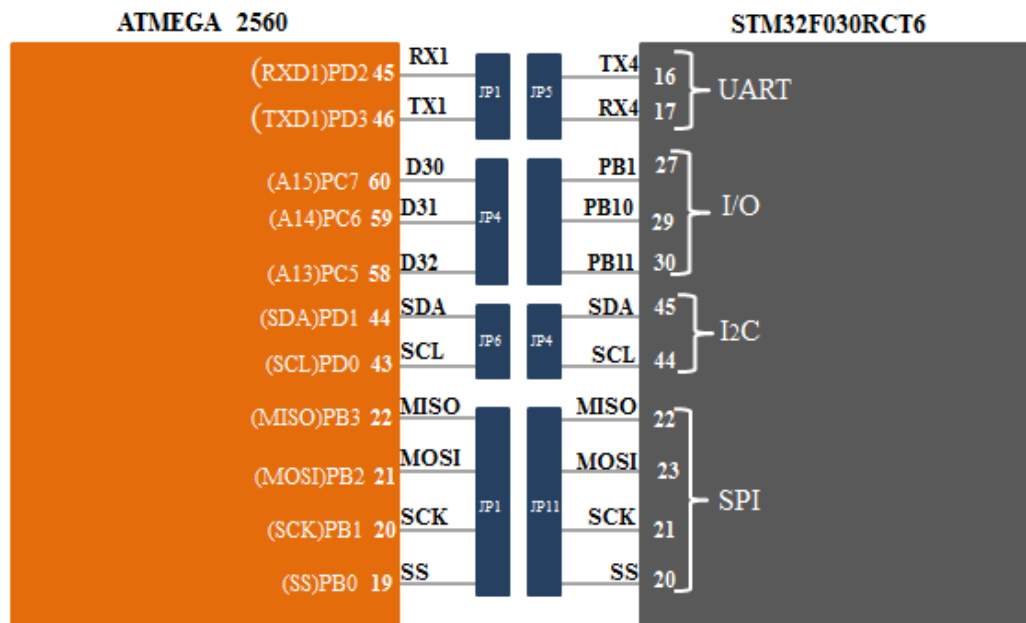 ATMEGA 2560 STM32F030RCT6
(RXD1)PD2 45 RX1 JP1 JP5 TX4 16 UART
(TXD1)PD3 46 TX1 RX4 17
(A15)PC7 60 D30 JP4 PB1 27 I/O
(A14)PC6 59 D31 PB10 29
(A13)PC5 58 D32 PB11 30
(SDA)PD1 44 SDA JP6 JP4 SDA 45 I2C
(SCL)PD0 43 SCL SCL 44
(MISO)PB3 22 MISO JP1 JP11 MISO 22 SPI
(MOSI)PB2 21 MOSI MOSI 23
(SCK)PB1 20 SCK SCK 21
(SS)PB0 19 SS SS 20